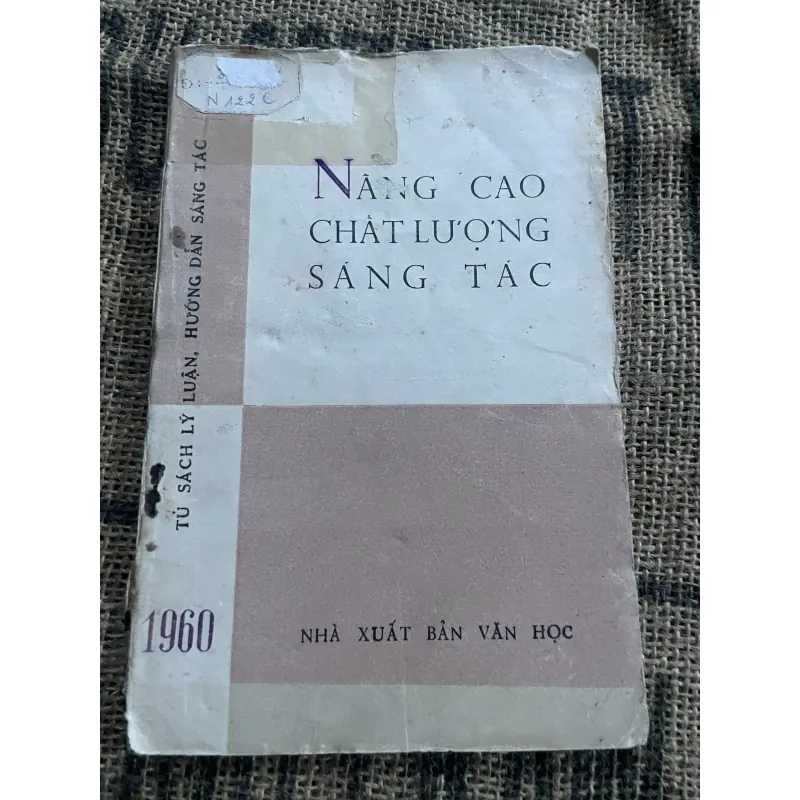 N122C
NÂNG CAO
CHẤT LƯỢNG
SÁNG TÁC
TỦ SÁCH LÝ LUẬN, HƯỚNG DẪN SÁNG TÁC
1960
NHÀ XUẤT BẢN VĂN HỌC